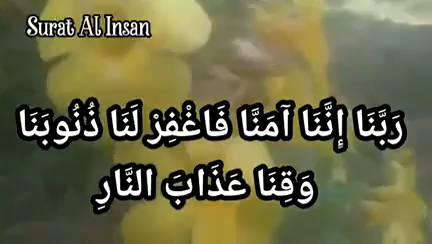 Surat Al Insan
رَبَّنَا إِنَّنَا آمَنَّا فَاغْفِرْ لَنَا ذُنُوبَنَا
وَقِنَا عَذَابَ النَّارِ